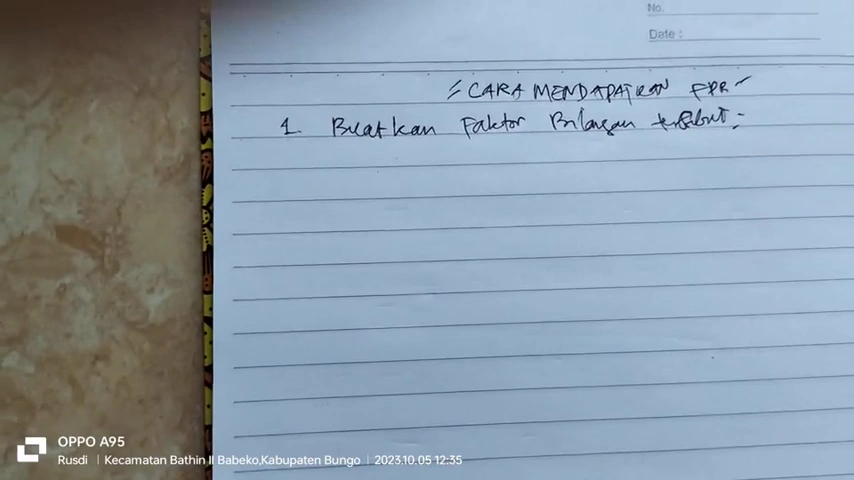 No.
Date :
= CARA MENDAPATKAN FPB =
1. Buatkan Faktor Bilangan tersebut :
OPPO A95
Rusdi | Kecamatan Bathin II Babeko,Kabupaten Bungo | 2023.10.05 12:35